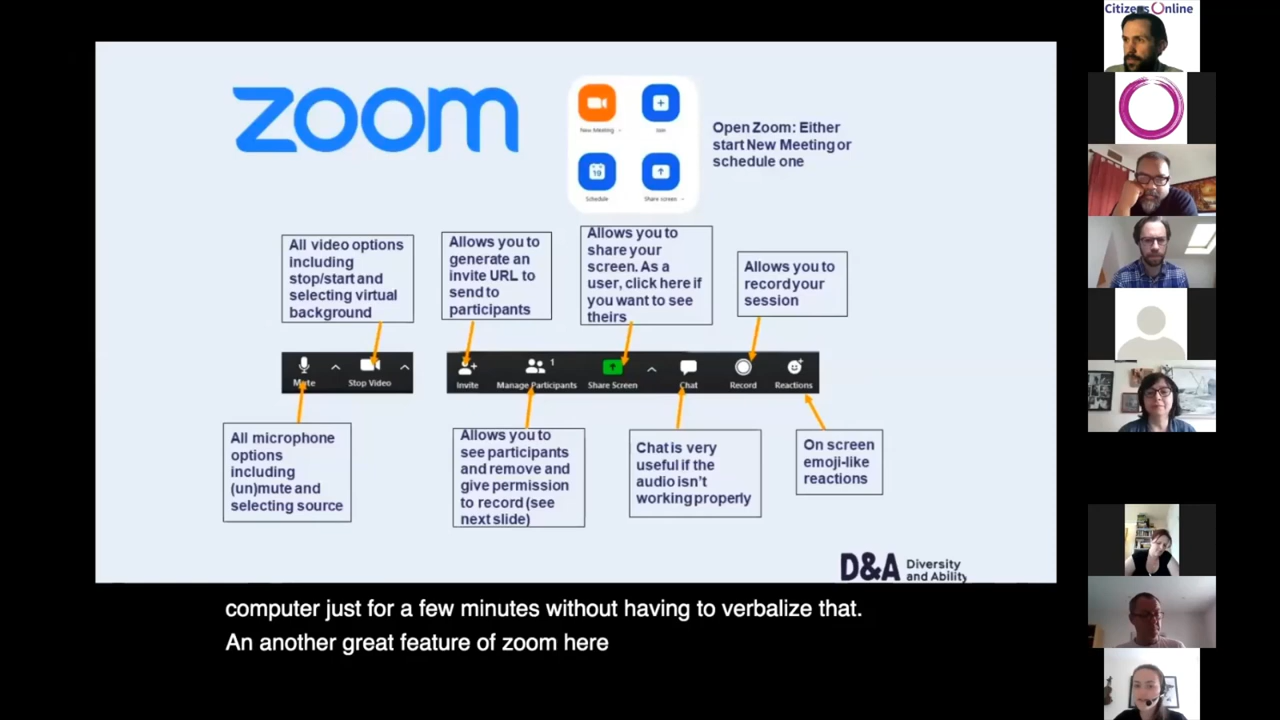 Citizens Online
zoom
New Meeting
Join
19
Schedule
Share screen
Open Zoom: Either
start New Meeting or
schedule one
All video options
including
stop/start and
selecting virtual
background
Allows you to
generate an
invite URL to
send to
participants
Allows you to
share your
screen. As a
user, click here if
you want to see
theirs
Allows you to
record your
session
Mute
Stop Video
Invite
Manage Participants
1
Share Screen
Chat
Record
Reactions
All microphone
options
including
(un)mute and
selecting source
Allows you to
see participants
and remove and
give permission
to record (see
next slide)
Chat is very
useful if the
audio isn't
working properly
On screen
emoji-like
reactions
D&A Diversity
and Ability
computer just for a few minutes without having to verbalize that.
An another great feature of zoom here